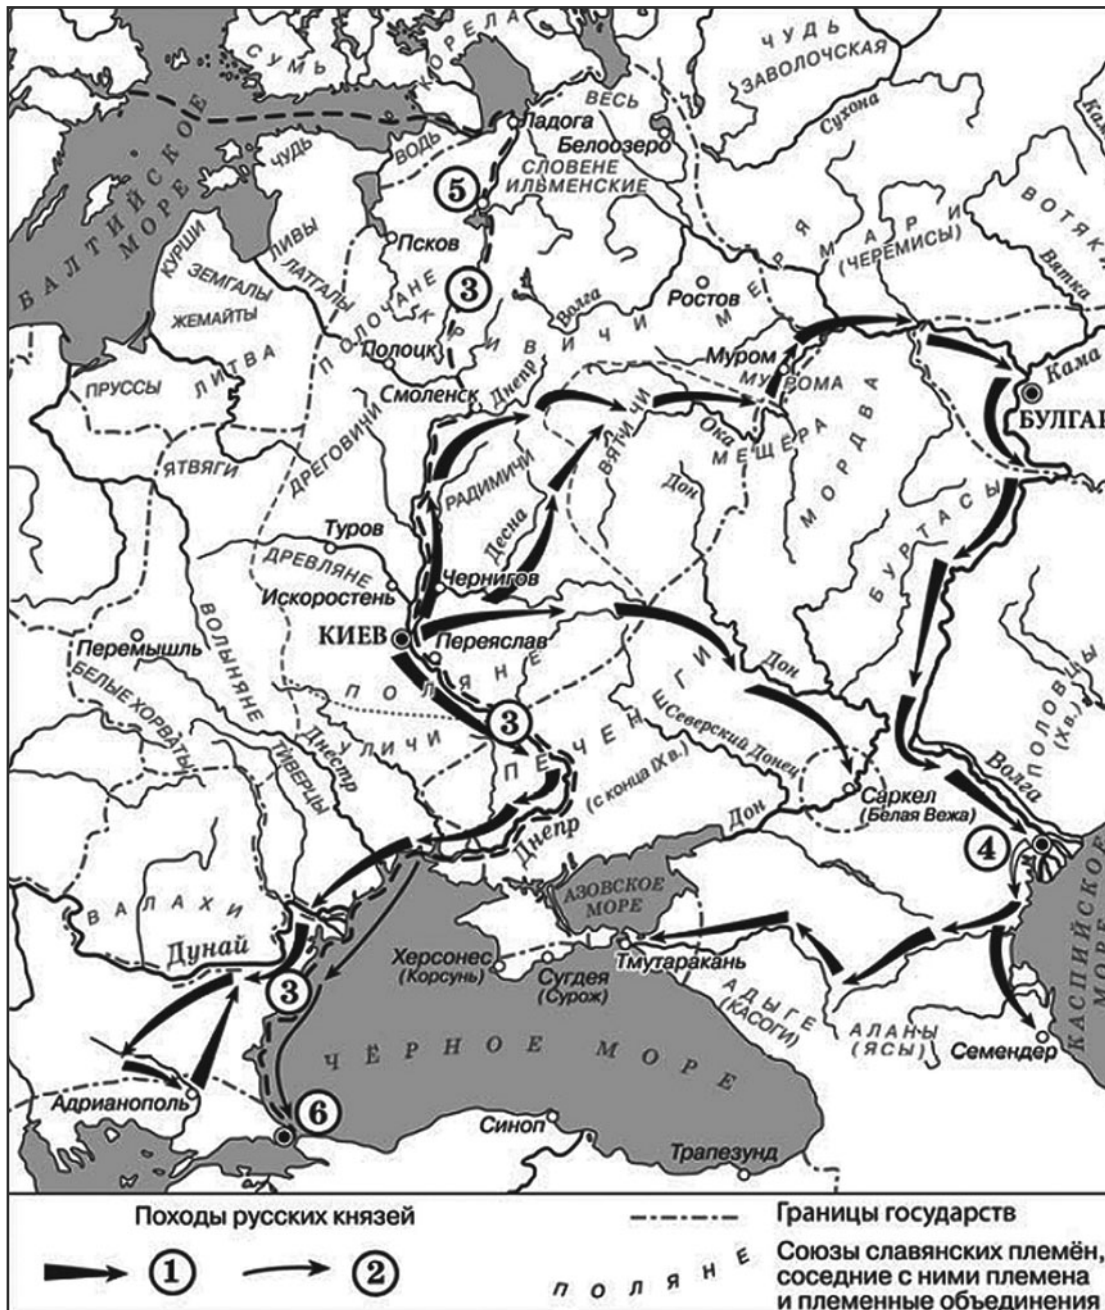 СУМЬ
КОРЕЛА
ЧУДЬ
ЗАВОЛОЧСКАЯ
Сухона
БАЛТИЙСКОЕ
МОРЕ
ЧУДЬ
ВОДЬ
Ладога
ВЕСЬ
Белоозеро
СЛОВЕНЕ
ИЛЬМЕНСКИЕ
5
Псков
КУРШИ
ЗЕМГАЛЫ
ЛИВЫ
ЛАТГАЛЫ
ЖЕМАЙТЫ
ЛИТВА
ПРУССЫ
ЯТВЯГИ
ПОЛОЧАНЕ
Полоцк
3
КРИВИЧИ
Волга
Ростов
МЕРЯ
МАРИ
(ЧЕРЕМИСЫ)
ВОТЯКИ
Вятка
Кама
БУЛГАР
Муром
МУРОМА
Смоленск
Днепр
ДРЕГОВИЧИ
РАДИМИЧИ
ВЯТИЧИ
Ока
МЕЩЕРА
МОРДВА
БУРТАСЫ
Дон
Десна
Туров
ДРЕВЛЯНЕ
Искоростень
Чернигов
КИЕВ
Переяслав
Перемышль
ВОЛЫНЯНЕ
БЕЛЫЕ ХОРВАТЫ
ПОЛЯНЕ
УЛИЧИ
ТИВЕРЦЫ
Днестр
3
ПЕЧЕНЕГИ
(с конца IX в.)
Дон
Северский Донец
Саркел
(Белая Вежа)
ПОЛОВЦЫ
(X в.)
Волга
4
Днепр
Дон
АЗОВСКОЕ
МОРЕ
ВАЛАХИ
Дунай
Херсонес
(Корсунь)
Сугдея
(Сурож)
Тмутаракань
АДЫГЕ
(КАСОГИ)
АЛАНЫ
(ЯСЫ)
Семендер
КАСПИЙСКОЕ
МОРЕ
3
ЧЁРНОЕ МОРЕ
Адрианополь
6
Синоп
Трапезунд
Походы русских князей
1
2
Границы государств
ПОЛЯНЕ
Союзы славянских племён,
соседние с ними племена
и племенные объединения